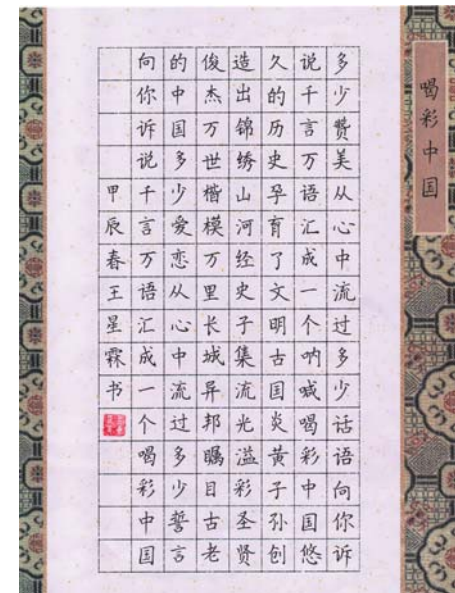 喝彩中国
多少赞美从心中流过多少话语向你诉
说千言万语汇成一个呐喊喝彩中国悠
久的历史孕育了文明古国炎黄子孙创
造出锦绣山河经史子集流光溢彩圣贤
俊杰万世楷模万里长城异邦瞩目古老
的中国多少爱恋从心中流过多少誓言
向你诉说千言万语汇成一个喝彩中国
甲辰春王星霖书